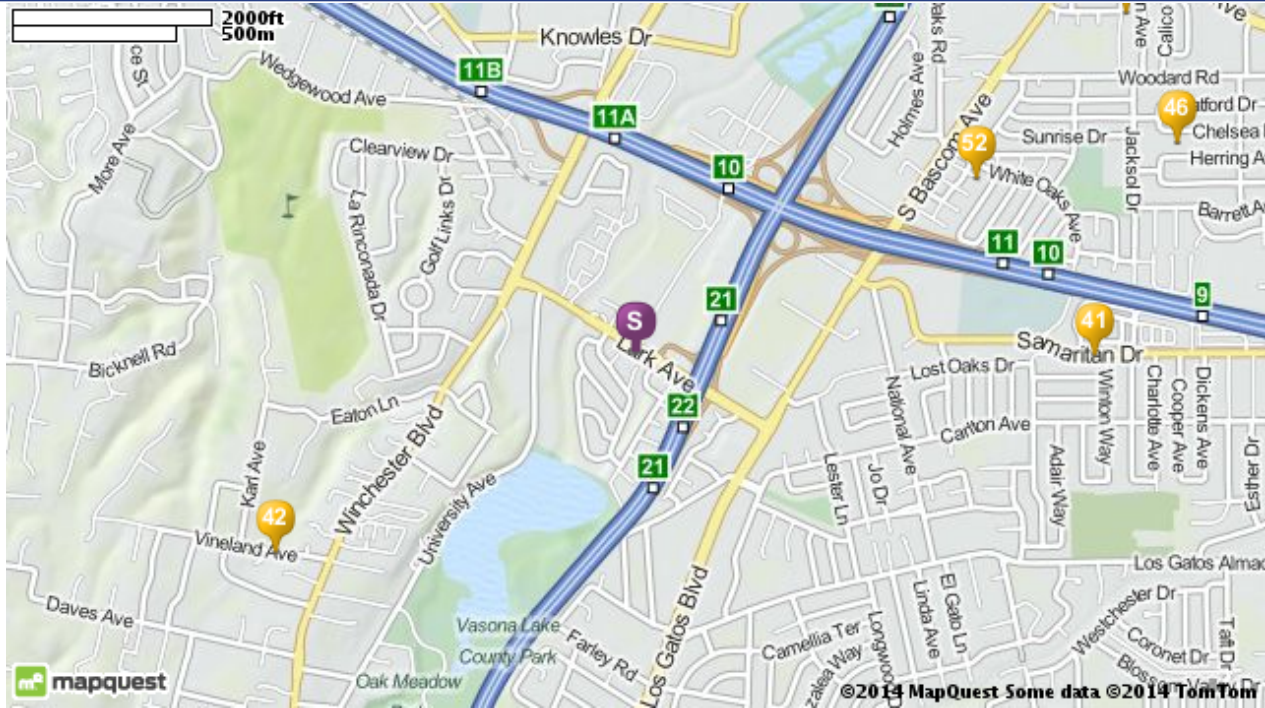 2000ft
500m
Knowles Dr
11B
Wedgewood Ave
11A
Clearview Dr
More Ave
La Rinconada Dr
Golf Links Dr
10
Holmes Ave
S Bascom Ave
Woodard Rd
46
Chelsea
Sunrise Dr
52
Herring
White Oaks Ave
Jacksol Dr
Barrett
11
10
9
21
S
Lark Ave
41
Samaritan Dr
Bicknell Rd
Lost Oaks Dr
Eaton Ln
22
National Ave
Carlton Ave
Winton Way
Charlotte Ave
Cooper Ave
Dickens Ave
Esther Dr
Karl Ave
Winchester Blvd
University Ave
21
Lester Ln
Jo Dr
Adair Way
42
Vineland Ave
Los Gatos Almad
Daves Ave
Vasona Lake
County Park
Oak Meadow
Farley Rd
Los Gatos Blvd
Camellia Ter
Longwood D
Linda Ave
El Gato Ln
Westchester Dr
Coronet Dr
Blossom
Taft Dr
mapquest
©2014 MapQuest Some data ©2014 TomTom